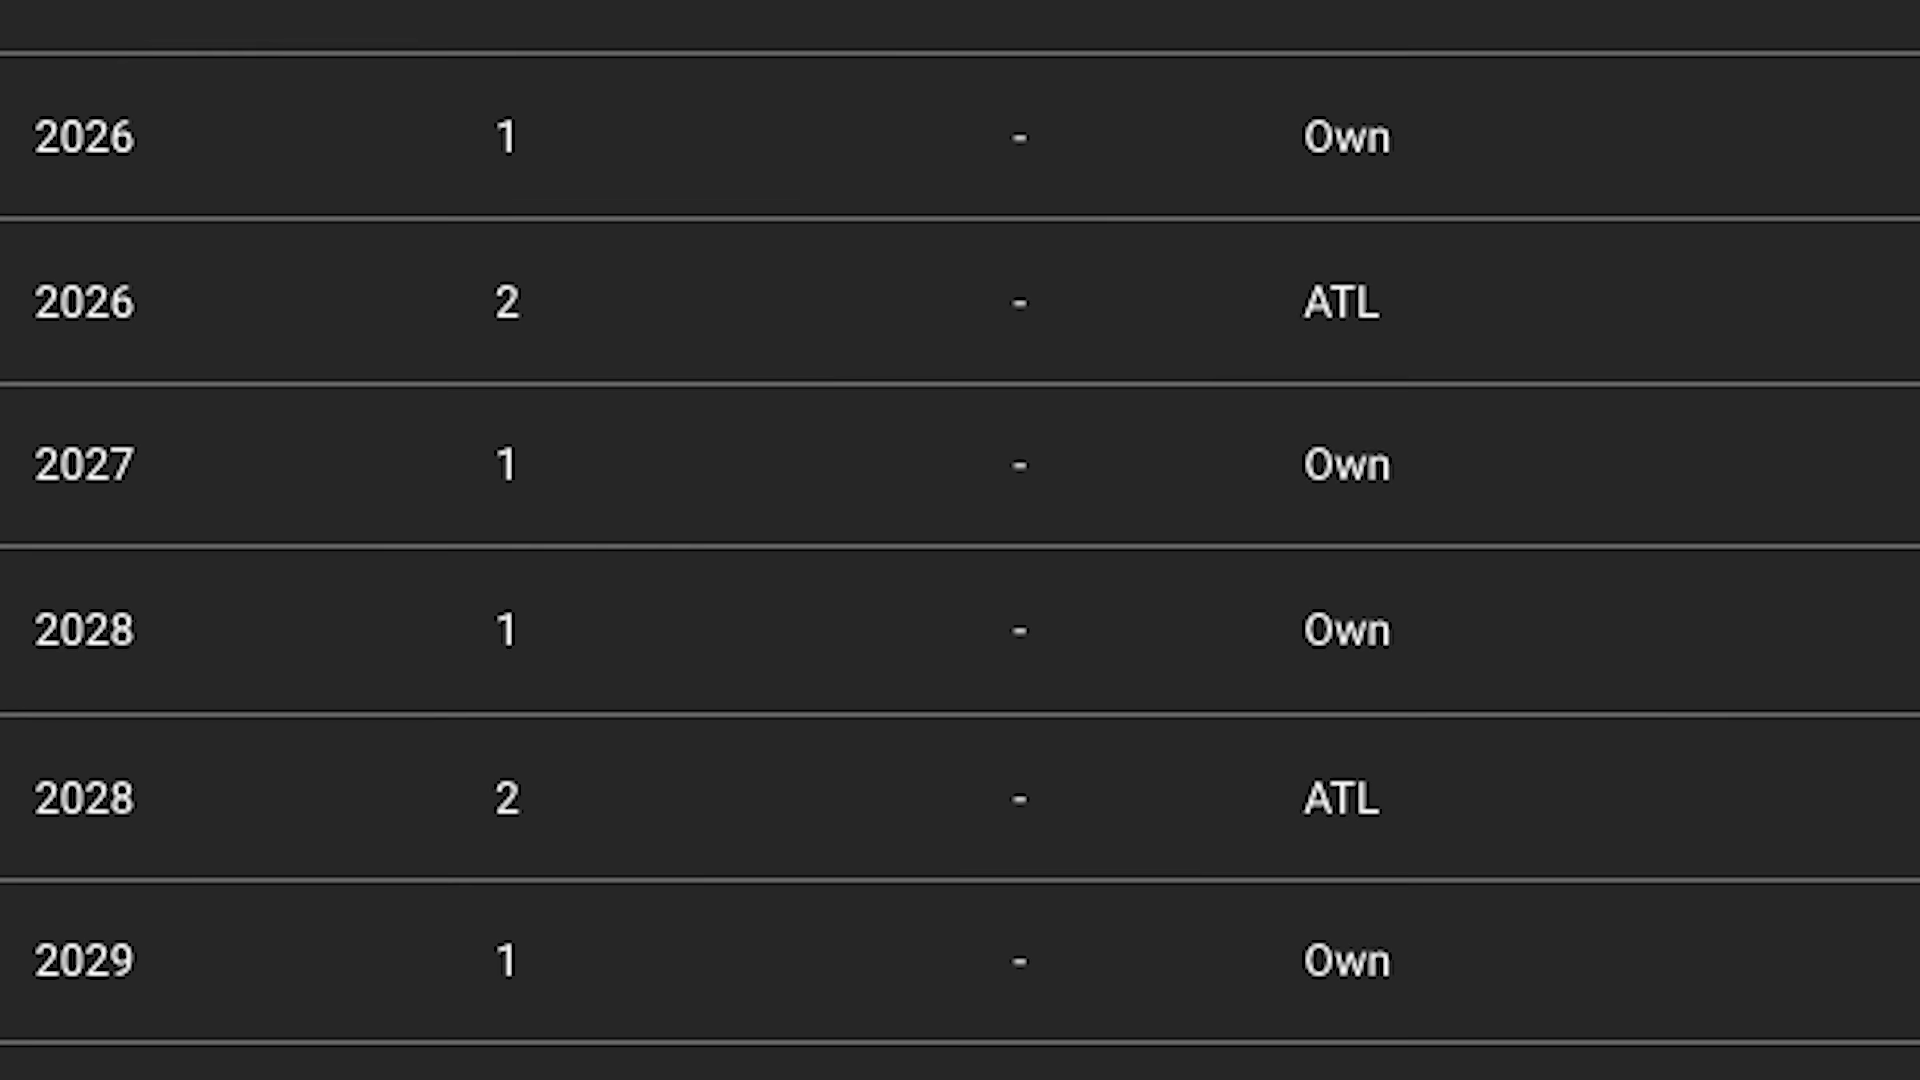 2026 1 - Own
2026 2 - ATL
2027 1 - Own
2028 1 - Own
2028 2 - ATL
2029 1 - Own